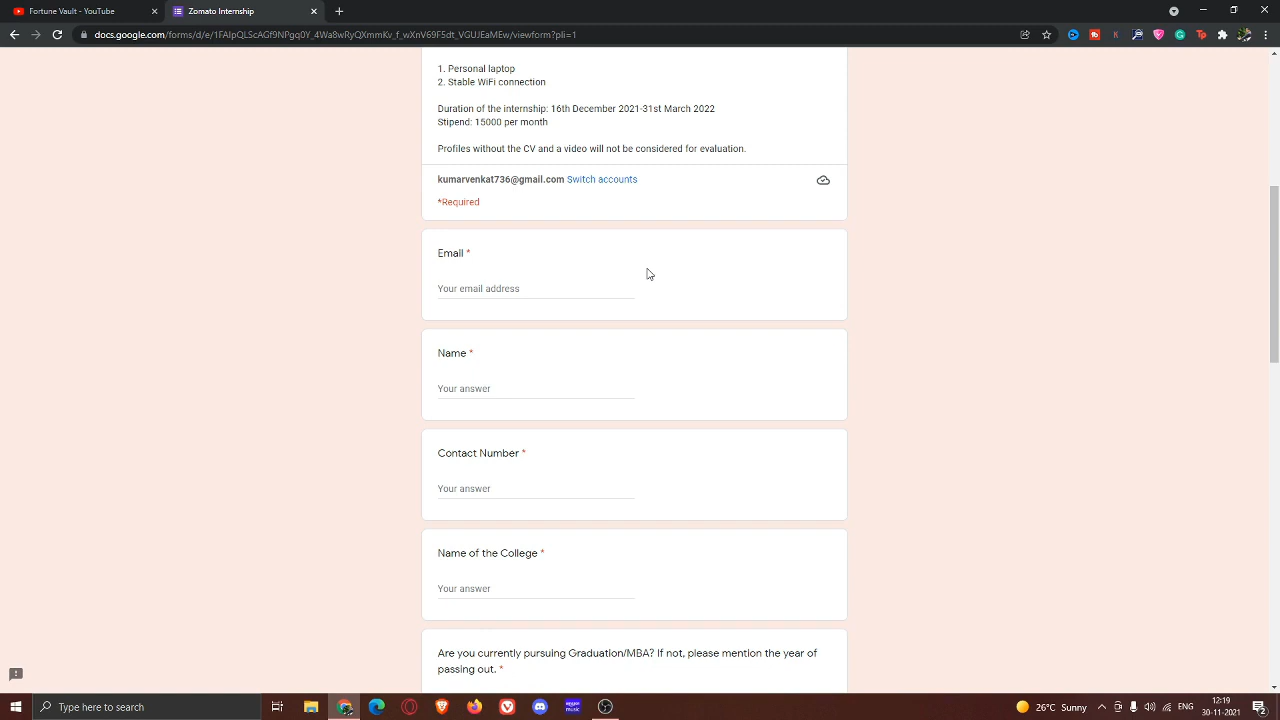 Fortune Vault - YouTube
Zomato Internship
docs.google.com/forms/d/e/1FAIpQLScAGf9NPgq0Y_4Wa8wRyQXmmKv_f_wXnV69F5dt_VGUJEaMEw/viewform?pli=1
1. Personal laptop
2. Stable WiFi connection
Duration of the internship: 16th December 2021-31st March 2022
Stipend: 15000 per month
Profiles without the CV and a video will not be considered for evaluation.
kumarvenkat736@gmail.com Switch accounts
*Required
Email *
Your email address
Name *
Your answer
Contact Number *
Your answer
Name of the College *
Your answer
Are you currently pursuing Graduation/MBA? If not, please mention the year of
passing out. *
Type here to search
music
26°C Sunny
ENG
12:19
30-11-2021